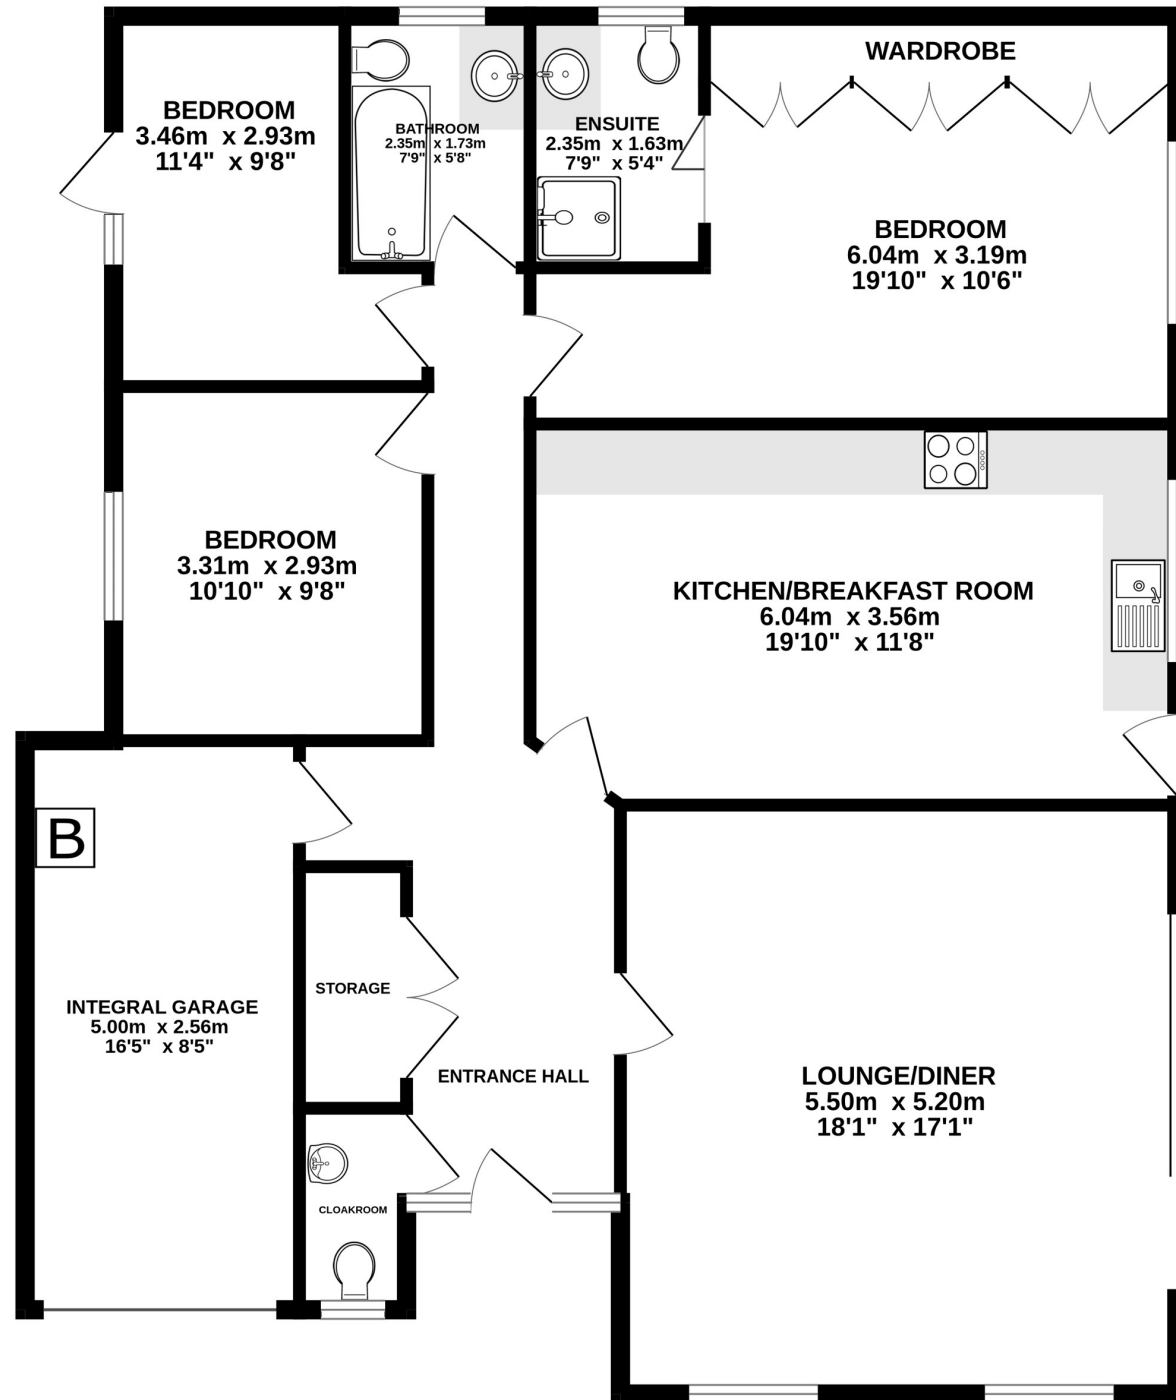 WARDROBE
BEDROOM
3.46m x 2.93m
11'4" x 9'8"
BATHROOM
2.35m x 1.73m
7'9" x 5'8"
ENSUITE
2.35m x 1.63m
7'9" x 5'4"
BEDROOM
6.04m x 3.19m
19'10" x 10'6"
BEDROOM
3.31m x 2.93m
10'10" x 9'8"
KITCHEN/BREAKFAST ROOM
6.04m x 3.56m
19'10" x 11'8"
B
INTEGRAL GARAGE
5.00m x 2.56m
16'5" x 8'5"
STORAGE
ENTRANCE HALL
LOUNGE/DINER
5.50m x 5.20m
18'1" x 17'1"
CLOAKROOM